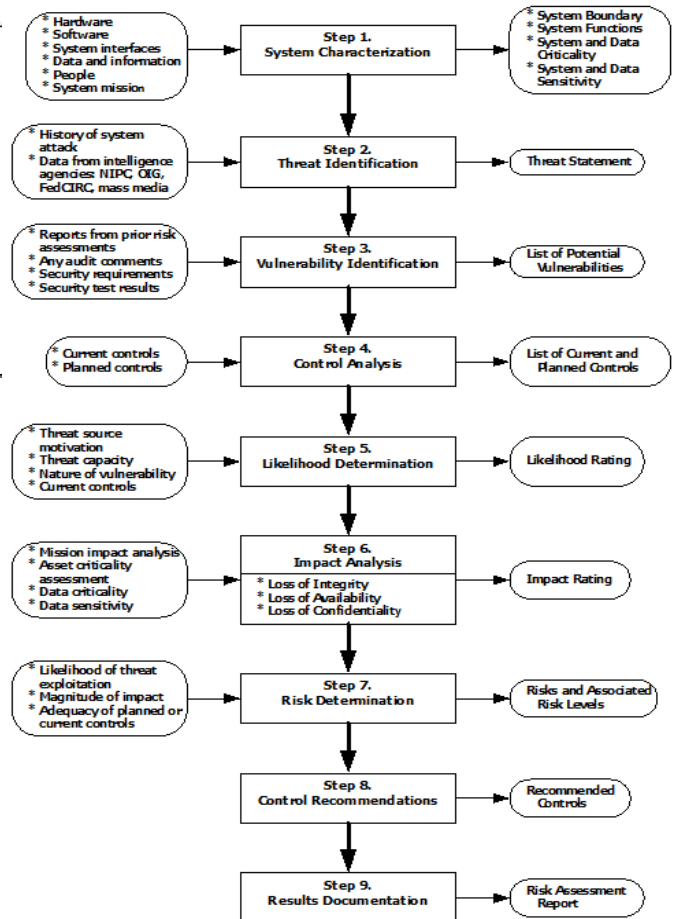 * Hardware
* Software
* System interfaces
* Data and information
* People
* System mission
Step 1.
System Characterization
* System Boundary
* System Functions
* System and Data
Criticality
* System and Data
Sensitivity
* History of system
attack
* Data from intelligence
agencies: NIPC, OIG,
FedCIRC, mass media
Step 2.
Threat Identification
Threat Statement
* Reports from prior risk
assessments
* Any audit comments
* Security requirements
* Security test results
Step 3.
Vulnerability Identification
List of Potential
Vulnerabilities
* Current controls
* Planned controls
Step 4.
Control Analysis
List of Current and
Planned Controls
* Threat source
motivation
* Threat capacity
* Nature of vulnerability
* Current controls
Step 5.
Likelihood Determination
Likelihood Rating
* Mission impact analysis
* Asset criticality
assessment
* Data criticality
* Data sensitivity
Step 6.
Impact Analysis
* Loss of Integrity
* Loss of Availability
* Loss of Confidentiality
Impact Rating
* Likelihood of threat
exploitation
* Magnitude of impact
* Adequacy of planned or
current controls
Step 7.
Risk Determination
Risks and Associated
Risk Levels
Step 8.
Control Recommendations
Recommended
Controls
Step 9.
Results Documentation
Risk Assessment
Report